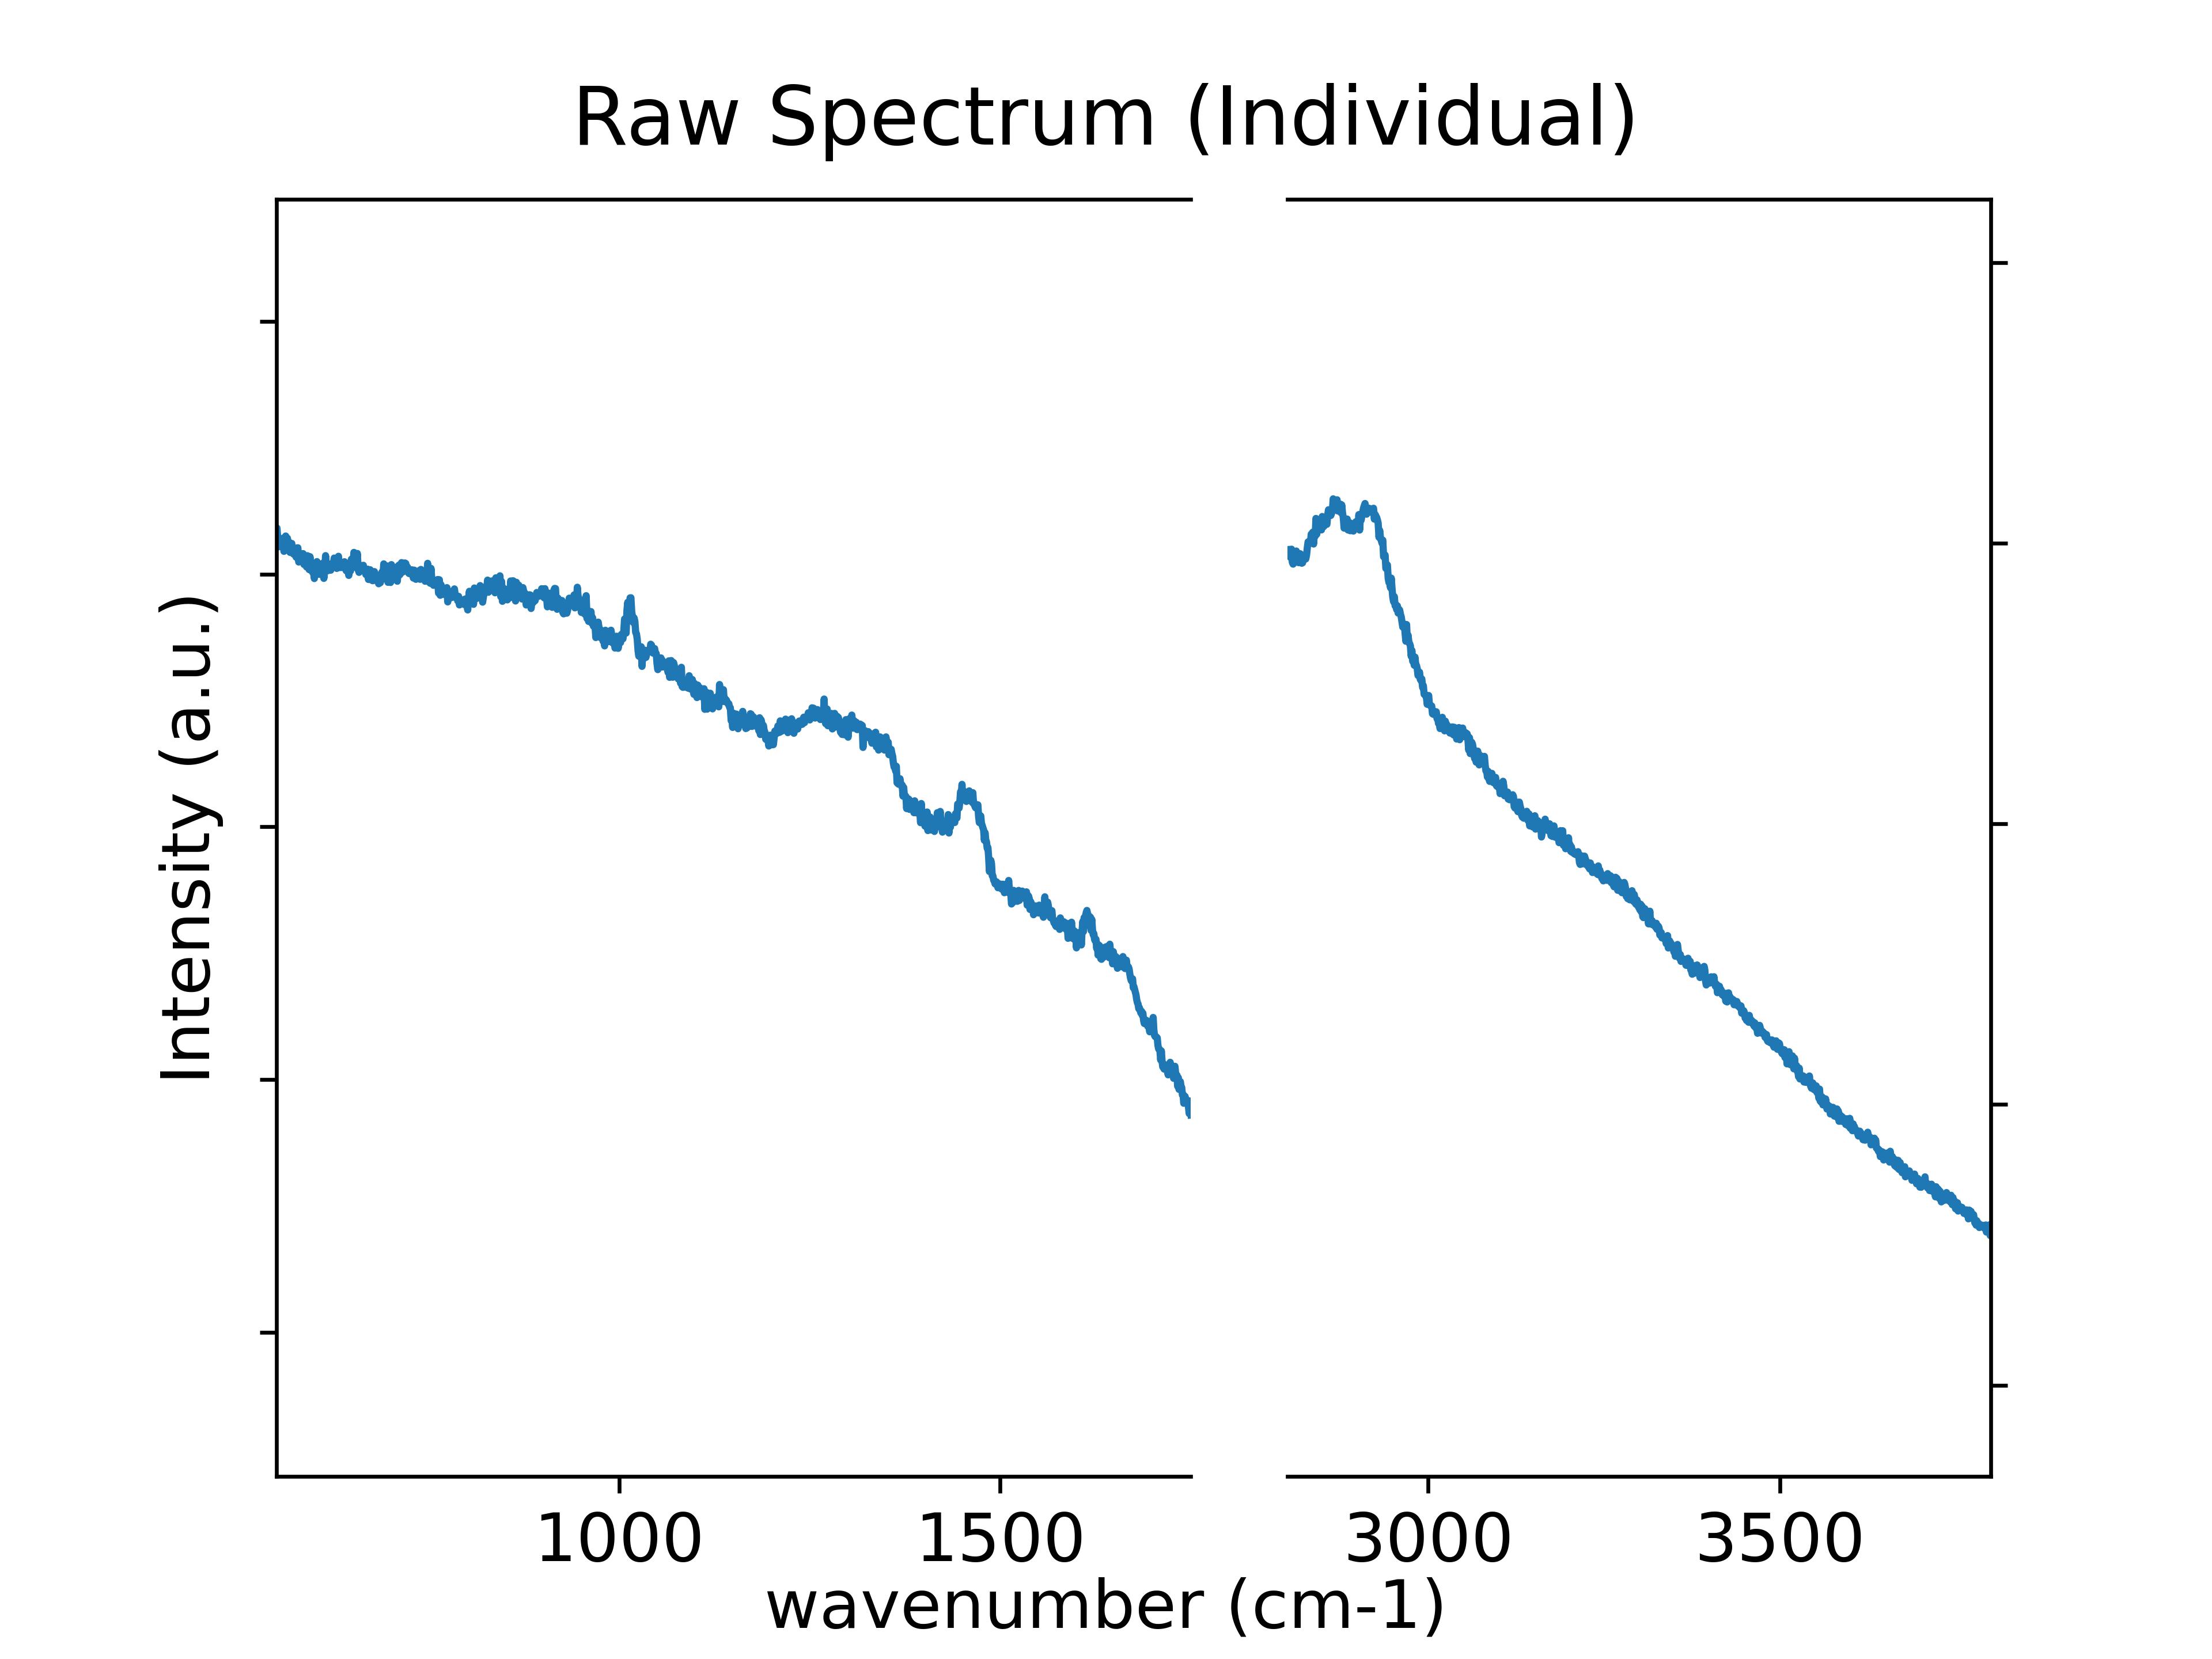 Raw Spectrum (Individual)
Intensity (a.u.)
1000 1500 3000 3500
wavenumber (cm-1)